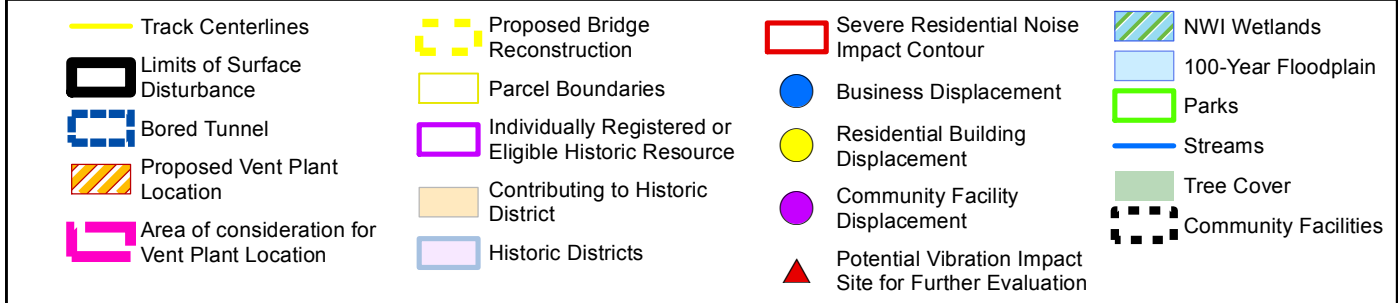 Track Centerlines
Limits of Surface
Disturbance
Bored Tunnel
Proposed Vent Plant
Location
Area of consideration for
Vent Plant Location
Proposed Bridge
Reconstruction
Parcel Boundaries
Individually Registered or
Eligible Historic Resource
Contributing to Historic
District
Historic Districts
Severe Residential Noise
Impact Contour
Business Displacement
Residential Building
Displacement
Community Facility
Displacement
Potential Vibration Impact
Site for Further Evaluation
NWI Wetlands
100-Year Floodplain
Parks
Streams
Tree Cover
Community Facilities